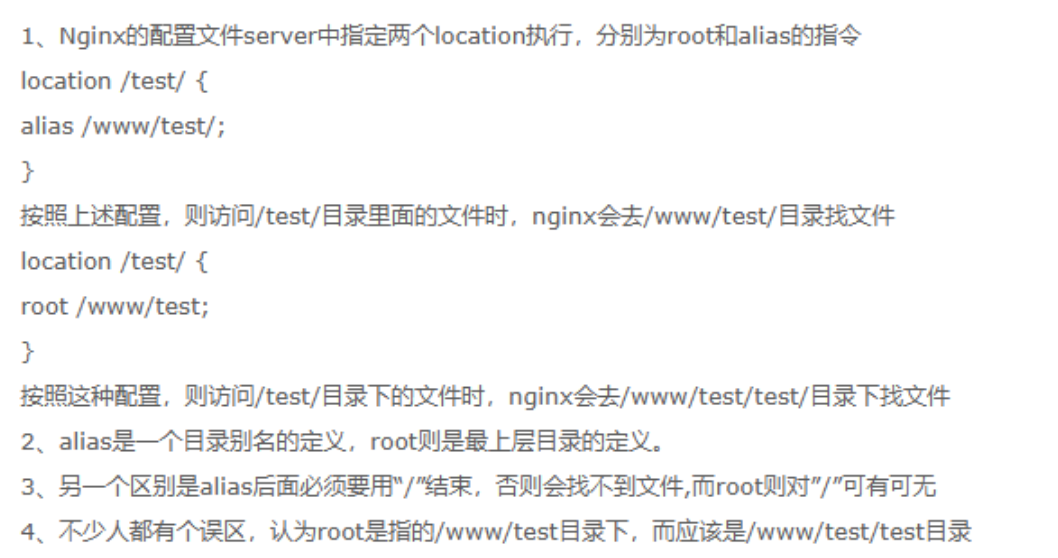 1、Nginx的配置文件server中指定两个location执行，分别为root和alias的指令
location /test/ {
alias /www/test/;
}
按照上述配置，则访问/test/目录里面的文件时，nginx会去/www/test/目录找文件
location /test/ {
root /www/test;
}
按照这种配置，则访问/test/目录下的文件时，nginx会去/www/test/test/目录下找文件
2、alias是一个目录别名的定义，root则是最上层目录的定义。
3、另一个区别是alias后面必须要用“/”结束，否则会找不到文件,而root则对”/”可有可无
4、不少人都有个误区，认为root是指的/www/test目录下，而应该是/www/test/test目录